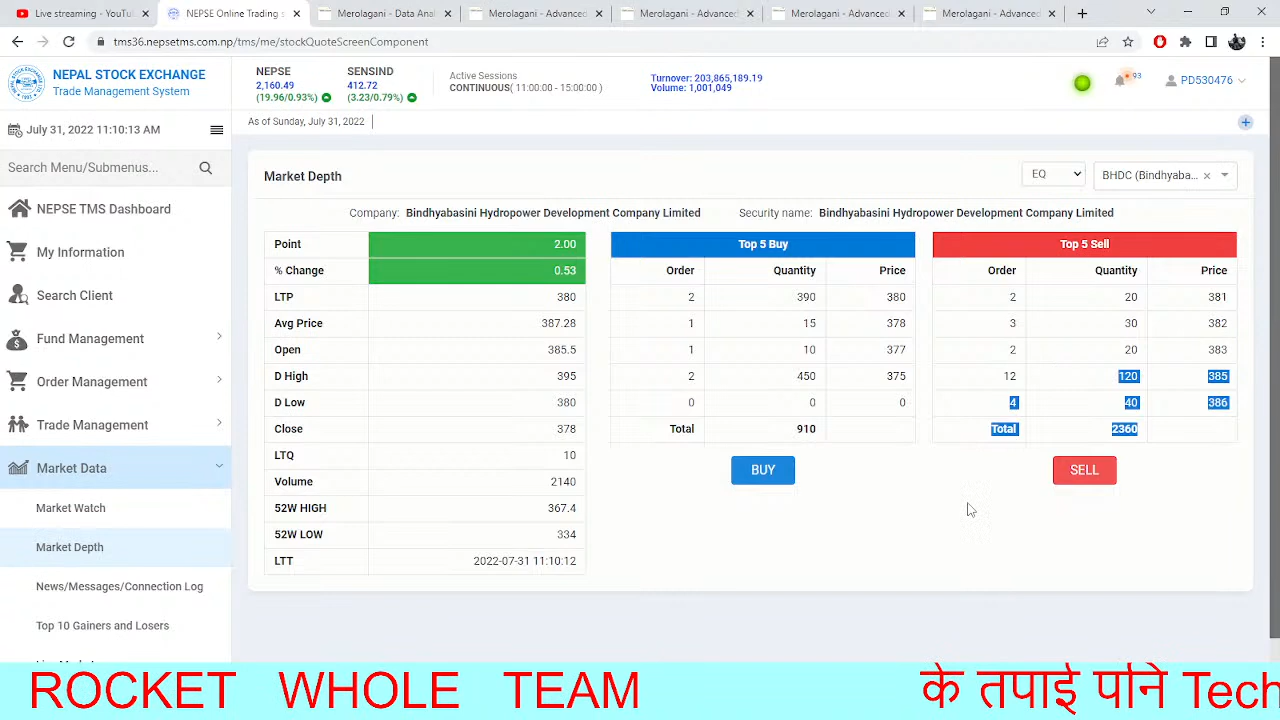 Live streaming - YouTu
NEPSE Online Trading s
Merolagani - Data Anal
Merolagani - Advanced
Merolagani - Advanced
Merolagani - Advanced
Merolagani - Advanced
tms36.nepsetms.com.np/tms/me/stockQuoteScreenComponent
NEPAL STOCK EXCHANGE
Trade Management System
NEPSE
2,160.49
(19.96/0.93%)
SENSIND
412.72
(3.23/0.79%)
Active Sessions
CONTINUOUS( 11:00:00 - 15:00:00 )
Turnover: 203,865,189.19
Volume: 1,001,049
93
PD530476
July 31, 2022 11:10:13 AM
As of Sunday, July 31, 2022
Search Menu/Submenus...
NEPSE TMS Dashboard
My Information
Search Client
Fund Management
Order Management
Trade Management
Market Data
Market Watch
Market Depth
News/Messages/Connection Log
Top 10 Gainers and Losers
Market Depth
EQ
BHDC (Bindhyaba...
Company: Bindhyabasini Hydropower Development Company Limited
Security name: Bindhyabasini Hydropower Development Company Limited
Point 2.00
% Change 0.53
LTP 380
Avg Price 387.28
Open 385.5
D High 395
D Low 380
Close 378
LTQ 10
Volume 2140
52W HIGH 367.4
52W LOW 334
LTT 2022-07-31 11:10:12
Top 5 Buy
Order Quantity Price
2 390 380
1 15 378
1 10 377
2 450 375
0 0 0
Total 910
BUY
Top 5 Sell
Order Quantity Price
2 20 381
3 30 382
2 20 383
12 120 385
4 40 386
Total 2360
SELL
ROCKET WHOLE TEAM के तपाई पनि Tech